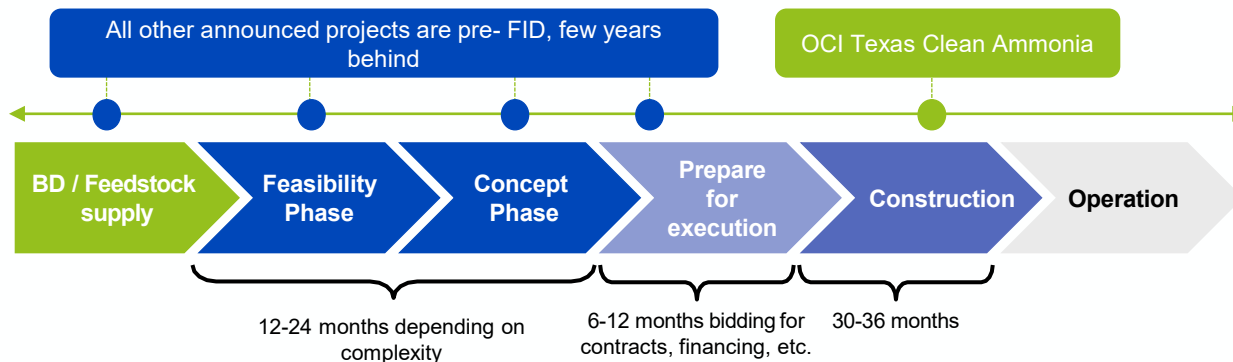 All other announced projects are pre- FID, few years
behind
OCI Texas Clean Ammonia
BD / Feedstock
supply
Feasibility
Phase
Concept
Phase
Prepare
for
execution
Construction
Operation
12-24 months depending on
complexity
6-12 months bidding for
contracts, financing, etc.
30-36 months